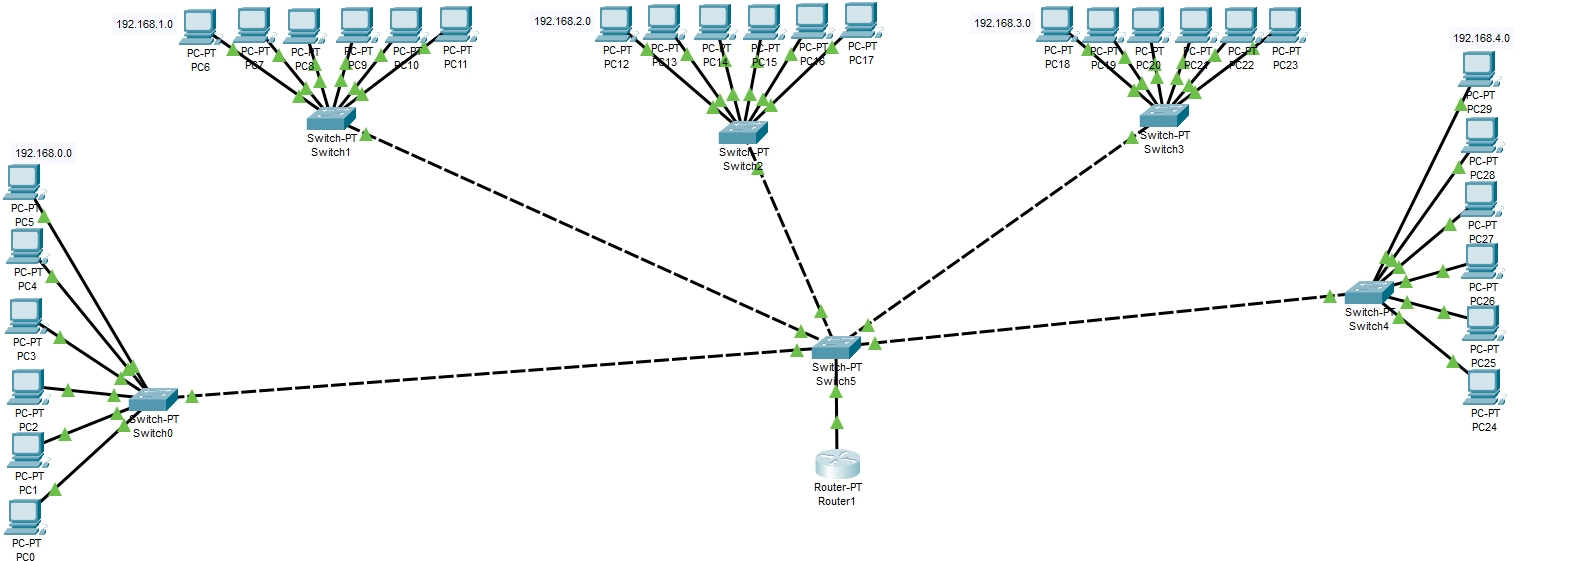 192.168.1.0
PC-PT
PC6
PC-PT
PC7
PC-PT
PC8
PC-PT
PC9
PC-PT
PC10
PC-PT
PC11
Switch-PT
Switch1
192.168.2.0
PC-PT
PC12
PC-PT
PC13
PC-PT
PC14
PC-PT
PC15
PC-PT
PC16
PC-PT
PC17
Switch-PT
Switch2
192.168.3.0
PC-PT
PC18
PC-PT
PC19
PC-PT
PC20
PC-PT
PC21
PC-PT
PC22
PC-PT
PC23
Switch-PT
Switch3
192.168.4.0
PC-PT
PC29
PC-PT
PC28
PC-PT
PC27
PC-PT
PC26
PC-PT
PC25
PC-PT
PC24
Switch-PT
Switch4
192.168.0.0
PC-PT
PC5
PC-PT
PC4
PC-PT
PC3
PC-PT
PC2
PC-PT
PC1
PC-PT
PC0
Switch-PT
Switch0
Switch-PT
Switch5
Router-PT
Router1